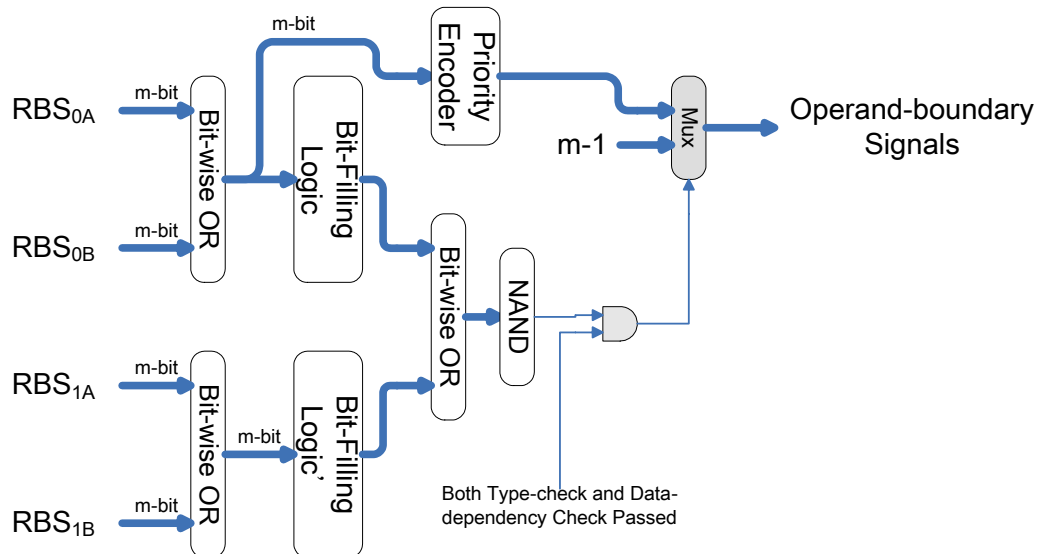 m-bit
Priority
Encoder
RBS0A
m-bit
Bit-wise OR
Bit-Filling
Logic
Mux
Operand-boundary
Signals
m-1
RBS0B
m-bit
Bit-wise OR
NAND
RBS1A
m-bit
Bit-wise OR
m-bit
Bit-Filling
Logic’
RBS1B
m-bit
Both Type-check and Data-
dependency Check Passed